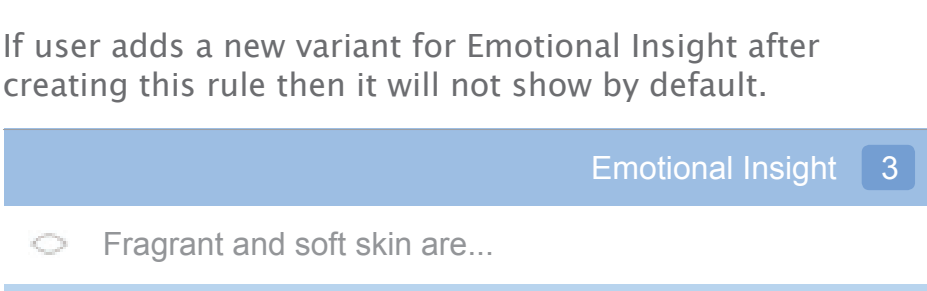 If user adds a new variant for Emotional Insight after
creating this rule then it will not show by default.
Emotional Insight 3
Fragrant and soft skin are...